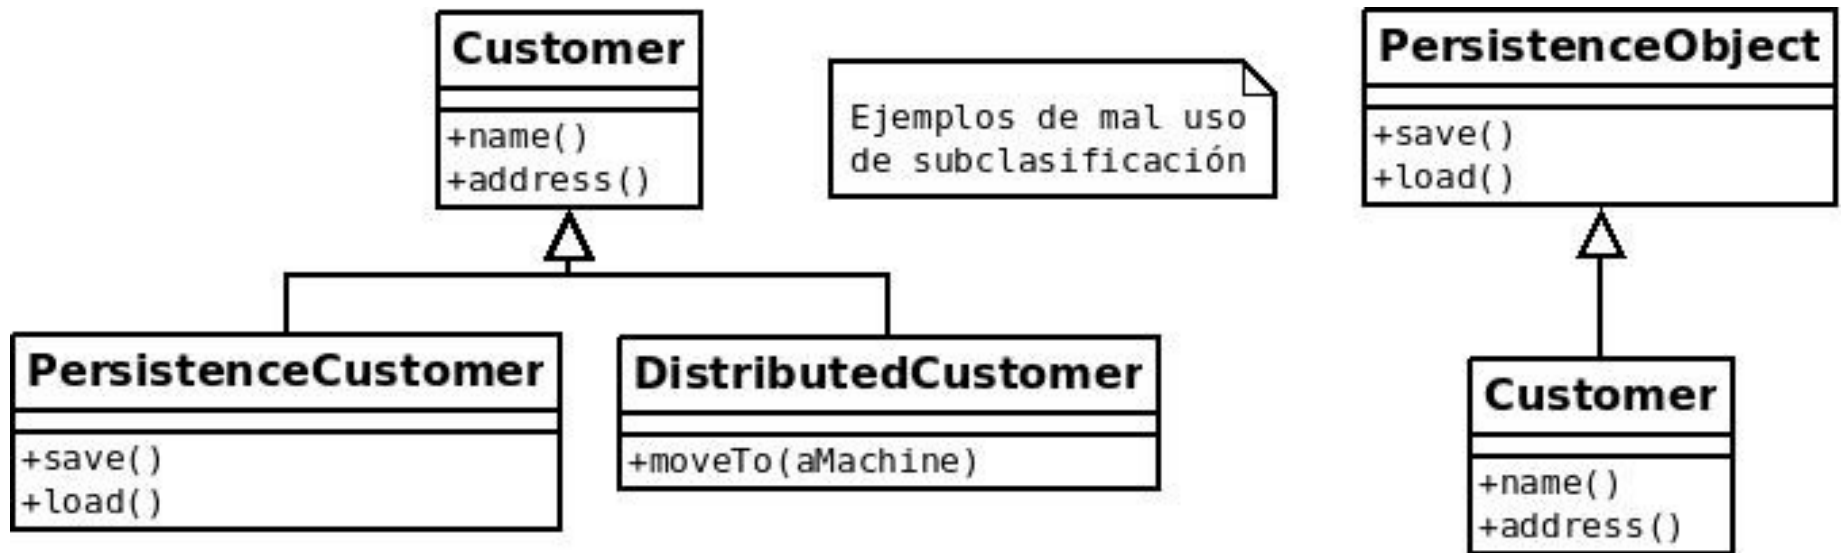 Customer
+name()
+address()
Ejemplos de mal uso
de subclasificación
PersistenceObject
+save()
+load()
PersistenceCustomer
+save()
+load()
DistributedCustomer
+moveTo(aMachine)
Customer
+name()
+address()